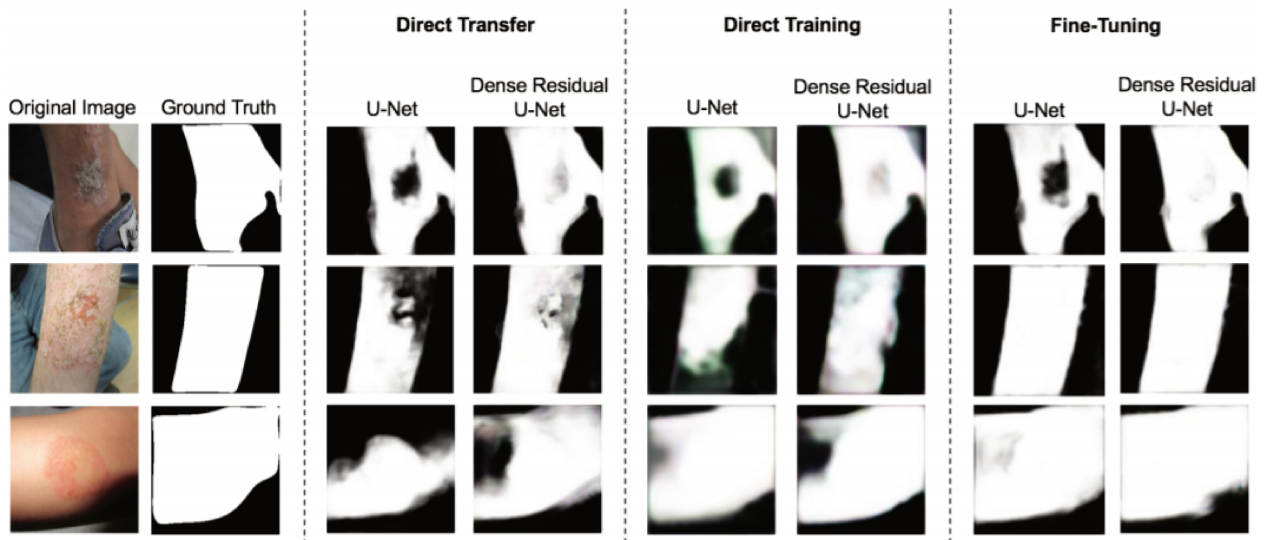 Direct Transfer
Direct Training
Fine-Tuning
Original Image
Ground Truth
U-Net
Dense Residual
U-Net
U-Net
Dense Residual
U-Net
U-Net
Dense Residual
U-Net